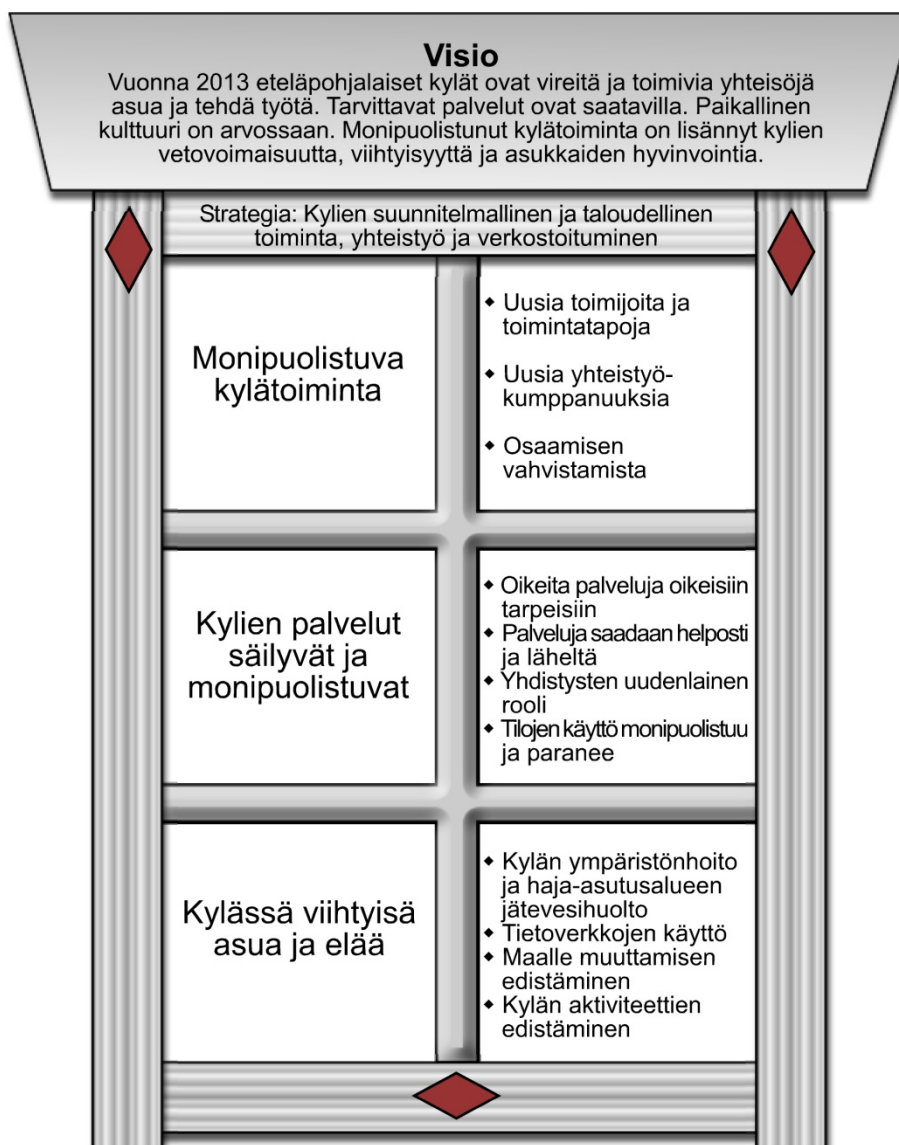 Visio
Vuonna 2013 eteläpohjalaiset kylät ovat vireitä ja toimivia yhteisöjä
asua ja tehdä työtä. Tarvittavat palvelut ovat saatavilla. Paikallinen
kulttuuri on arvossaan. Monipuolistunut kylätoiminta on lisännyt kylien
vetovoimaisuutta, viihtyisyyttä ja asukkaiden hyvinvointia.
Strategia: Kylien suunnitelmallinen ja taloudellinen
toiminta, yhteistyö ja verkostoituminen
Monipuolistuva
kylätoiminta
◆ Uusia toimijoita ja
toimintatapoja
◆ Uusia yhteistyö-
kumppanuuksia
◆ Osaamisen
vahvistamista
Kylien palvelut
säilyvät ja
monipuolistuvat
◆ Oikeita palveluja oikeisiin
tarpeisiin
◆ Palveluja saadaan helposti
ja läheltä
◆ Yhdistysten uudenlainen
rooli
◆ Tilojen käyttö monipuolistuu
ja paranee
Kylässä viihtyisä
asua ja elää
◆ Kylän ympäristönhoito
ja haja-asutusalueen
jätevesihuolto
◆ Tietoverkkojen käyttö
◆ Maalle muuttamisen
edistäminen
◆ Kylän aktiviteettien
edistäminen